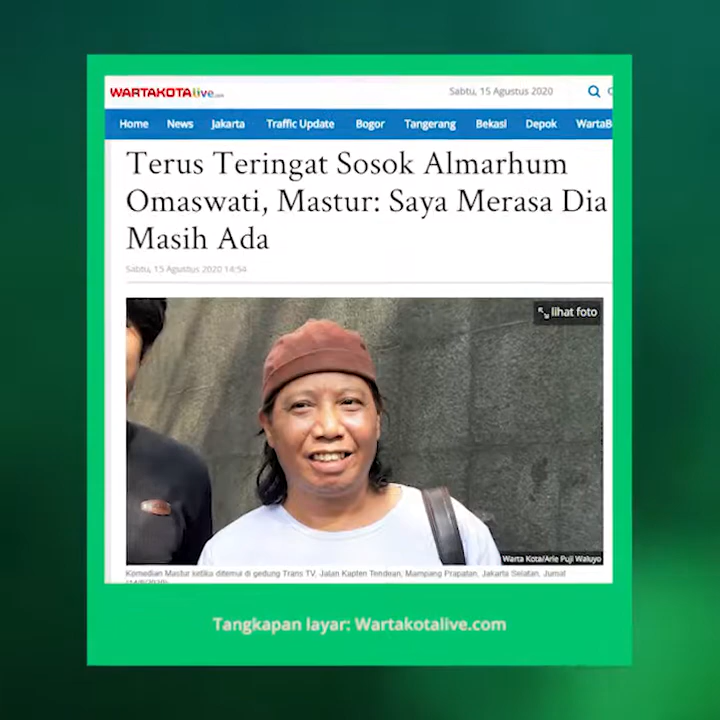 WARTAKOTAlive.com
Sabtu, 15 Agustus 2020
Home News Jakarta Traffic Update Bogor Tangerang Bekasi Depok WartaB
Terus Teringat Sosok Almarhum
Omaswati, Mastur: Saya Merasa Dia
Masih Ada
Sabtu, 15 Agustus 2020 14:54
lihat foto
Warta Kota/Arie Puji Waluyo
Komedian Mastur ketika ditemui di gedung Trans TV, Jalan Kapten Tendean, Mampang Prapatan, Jakarta Selatan, Jumat
Tangkapan layar: Wartakotalive.com